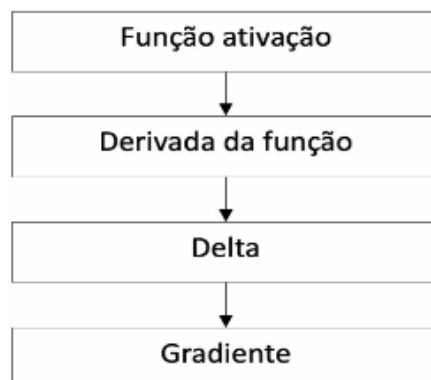 Função ativação
Derivada da função
Delta
Gradiente